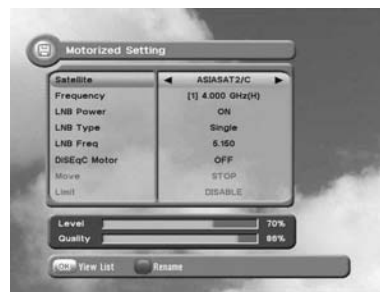 Motorized Setting
Satellite ASIASAT2/C
Frequency [1] 4.000 GHz(H)
LNB Power ON
LNB Type Single
LNB Freq 5.150
DiSEqC Motor OFF
Move STOP
Limit DISABLE
Level 70%
Quality 86%
OK View List Rename